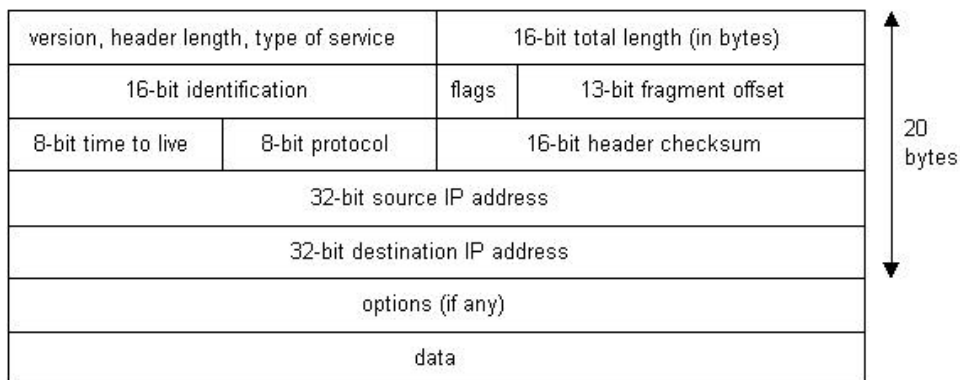 version, header length, type of service
16-bit total length (in bytes)
16-bit identification
flags
13-bit fragment offset
8-bit time to live
8-bit protocol
16-bit header checksum
20
bytes
32-bit source IP address
32-bit destination IP address
options (if any)
data